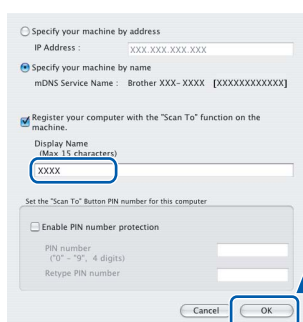 Specify your machine by address
IP Address : XXX.XXX.XXX.XXX
Specify your machine by name
mDNS Service Name : Brother XXX-XXXX [XXXXXXXXXXXX]
Register your computer with the "Scan To" function on the
machine.
Display Name
(Max 15 characters)
XXXX
Set the "Scan To" Button PIN number for this computer
Enable PIN number protection
PIN number
("0" - "9", 4 digits)
Retype PIN number
Cancel OK